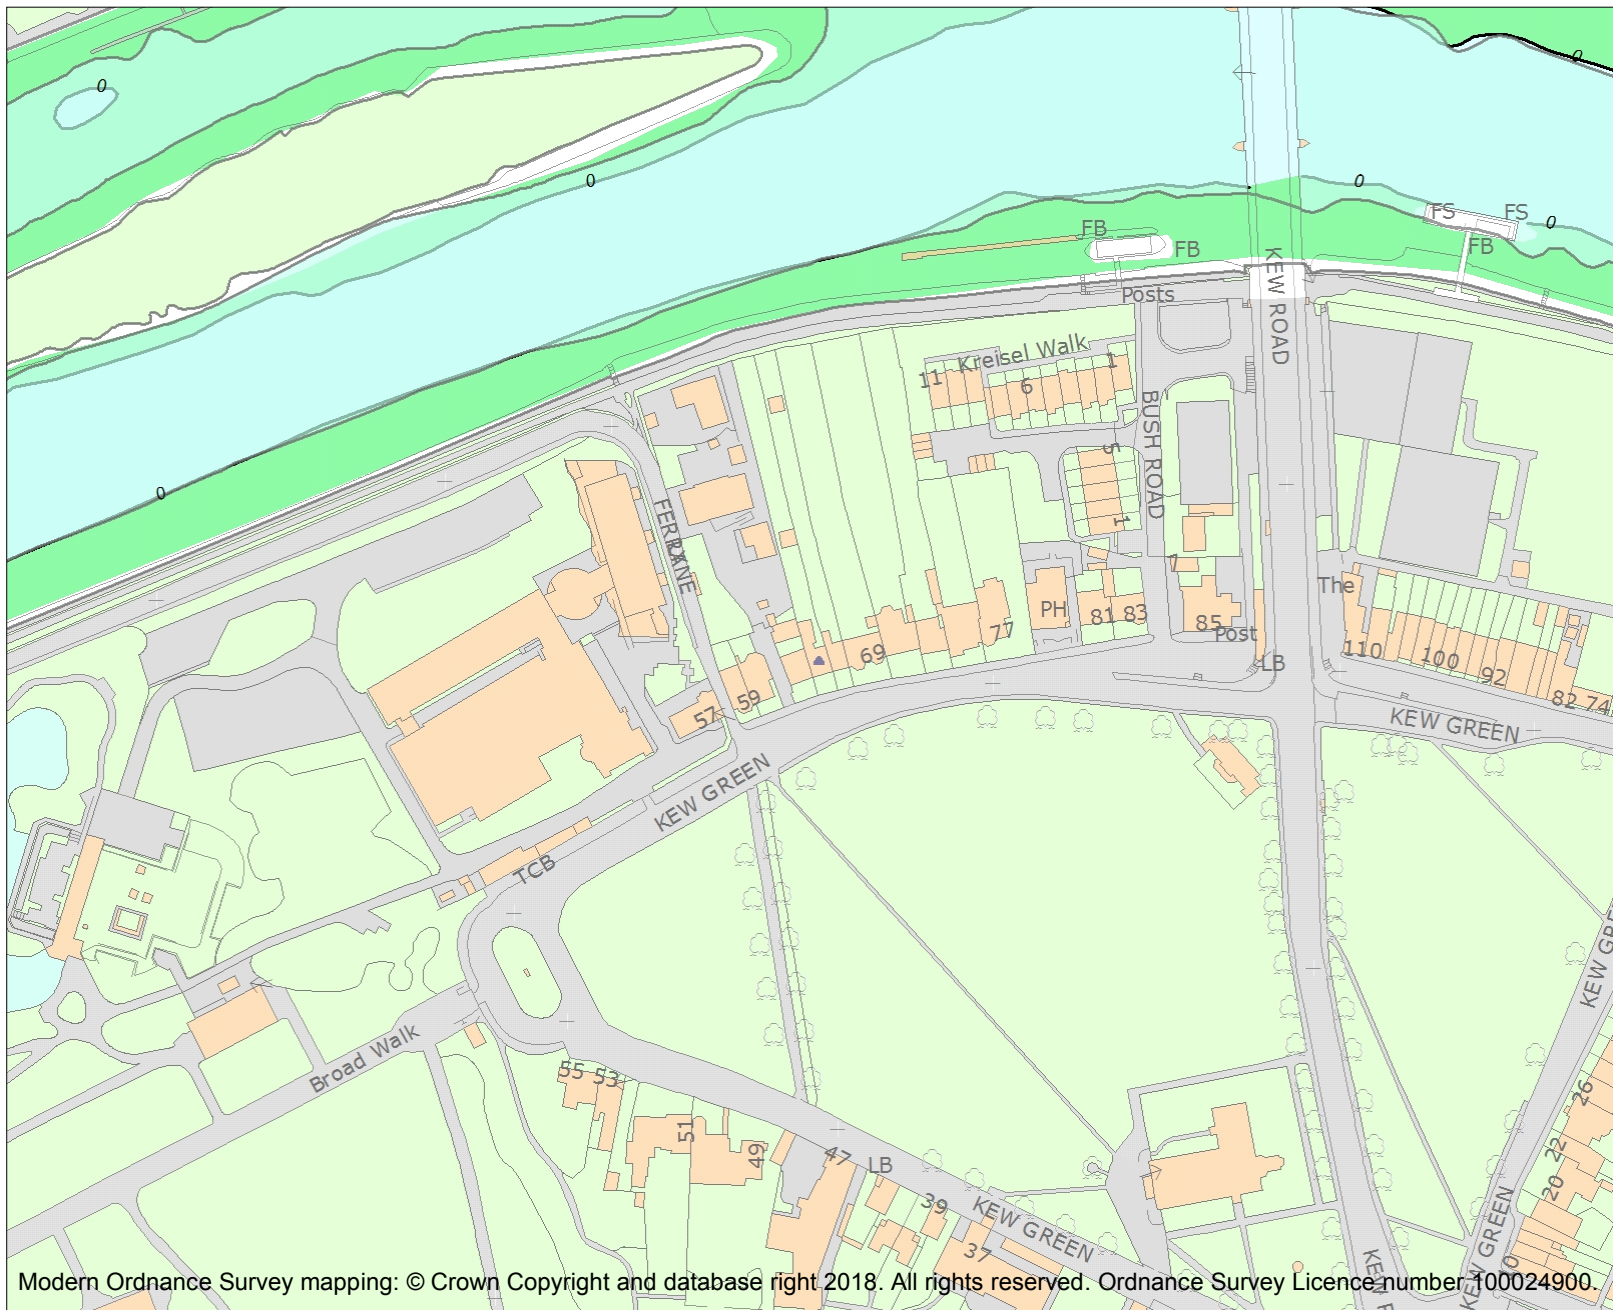 0
0
0
0
0
0
FS
FS
FB
FB
FB
KEW ROAD
Posts
Kreisel Walk
11
6
1
BUSH ROAD
5
1
FERRY LANE
7
The
PH
81
83
85
Post
77
69
LB
110
100
92
82
74
59
57
KEW GREEN
KEW GREEN
TCB
KEW GREEN
Broad Walk
55
53
51
49
47
LB
39
KEW GREEN
37
26
22
20
KEW GREEN
Modern Ordnance Survey mapping: © Crown Copyright and database right 2018. All rights reserved. Ordnance Survey Licence number 100024900.